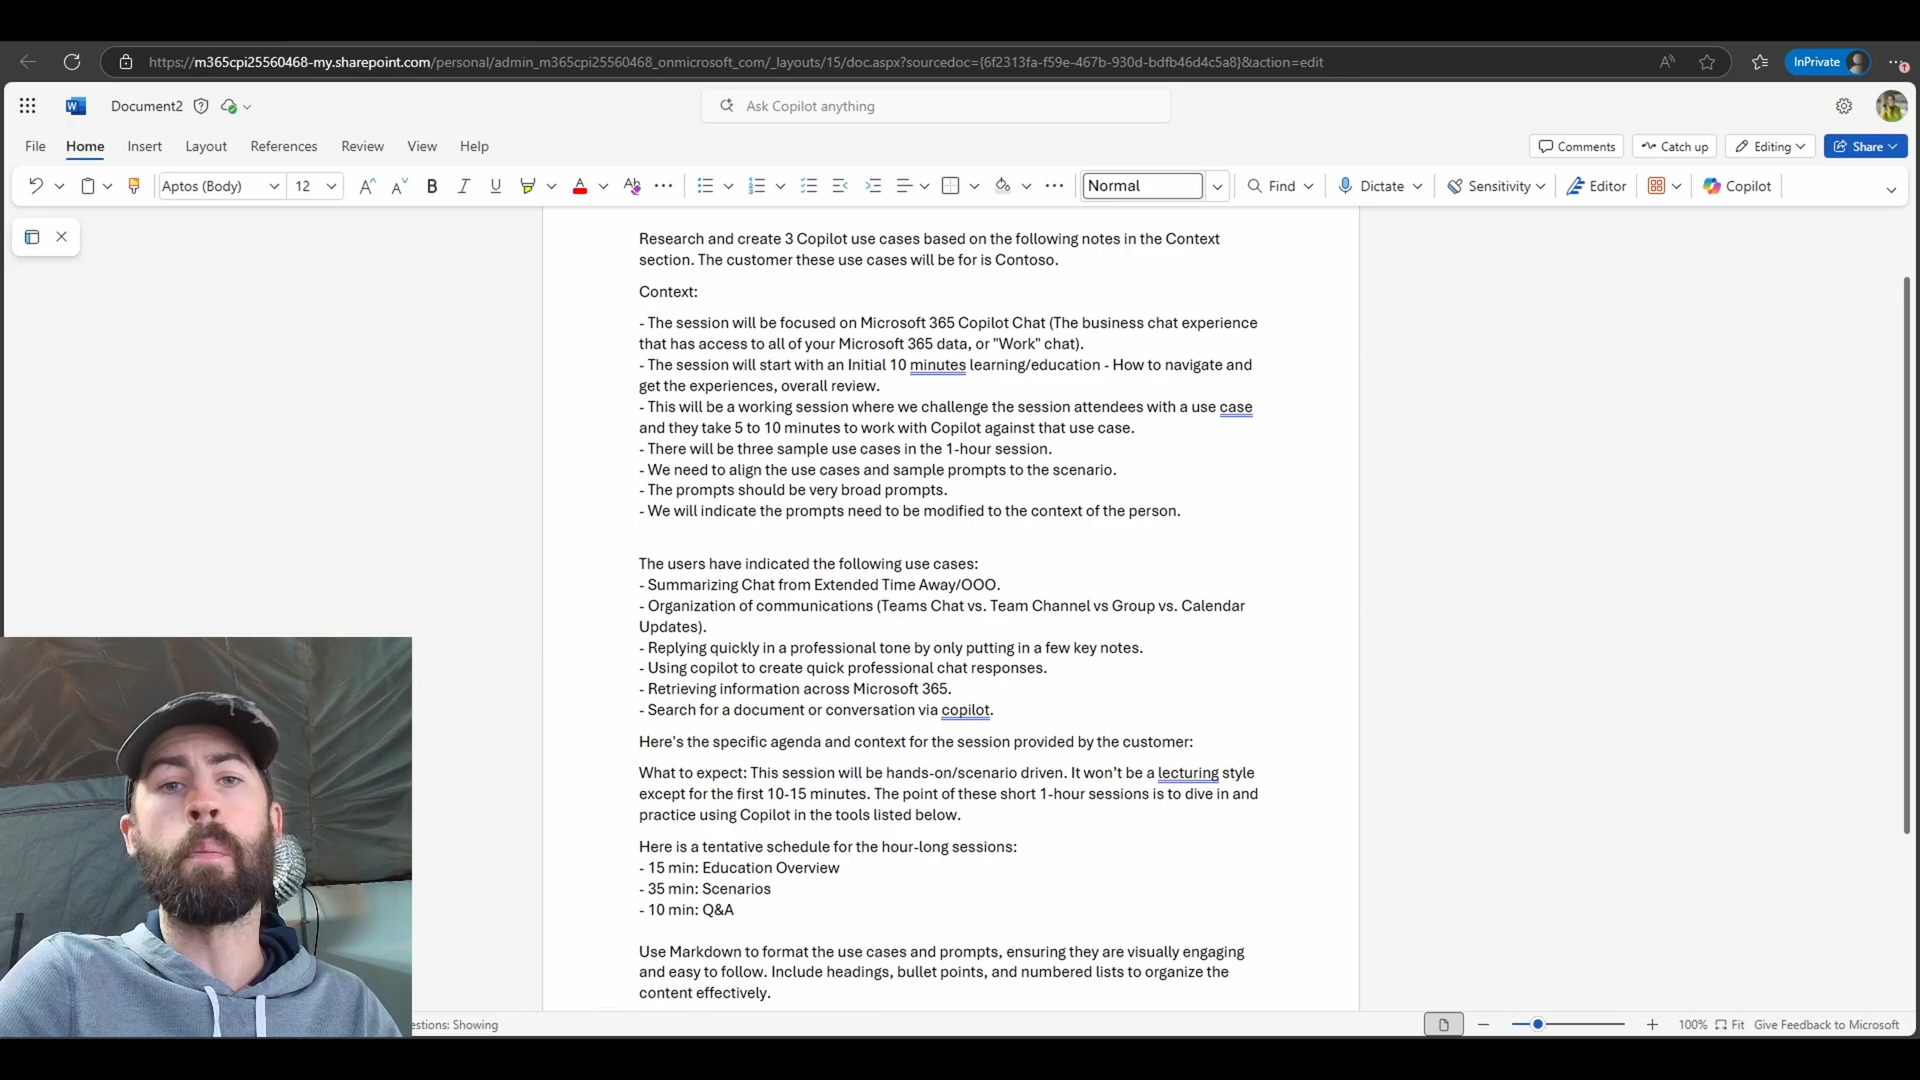 https://m365cpi25560468-my.sharepoint.com/personal/admin_m365cpi25560468_onmicrosoft_com/_layouts/15/doc.aspx?sourcedoc={6f2313fa-f59e-467b-930d-bdfb46d4c5a8}&action=edit
InPrivate
Document2
Ask Copilot anything
File Home Insert Layout References Review View Help
Comments Catch up Editing Share
Aptos (Body) 12 B I U A Normal Find Dictate Sensitivity Editor Copilot
Research and create 3 Copilot use cases based on the following notes in the Context
section. The customer these use cases will be for is Contoso.
Context:
- The session will be focused on Microsoft 365 Copilot Chat (The business chat experience
that has access to all of your Microsoft 365 data, or "Work" chat).
- The session will start with an Initial 10 minutes learning/education - How to navigate and
get the experiences, overall review.
- This will be a working session where we challenge the session attendees with a use case
and they take 5 to 10 minutes to work with Copilot against that use case.
- There will be three sample use cases in the 1-hour session.
- We need to align the use cases and sample prompts to the scenario.
- The prompts should be very broad prompts.
- We will indicate the prompts need to be modified to the context of the person.
The users have indicated the following use cases:
- Summarizing Chat from Extended Time Away/OOO.
- Organization of communications (Teams Chat vs. Team Channel vs Group vs. Calendar
Updates).
- Replying quickly in a professional tone by only putting in a few key notes.
- Using copilot to create quick professional chat responses.
- Retrieving information across Microsoft 365.
- Search for a document or conversation via copilot.
Here's the specific agenda and context for the session provided by the customer:
What to expect: This session will be hands-on/scenario driven. It won’t be a lecturing style
except for the first 10-15 minutes. The point of these short 1-hour sessions is to dive in and
practice using Copilot in the tools listed below.
Here is a tentative schedule for the hour-long sessions:
- 15 min: Education Overview
- 35 min: Scenarios
- 10 min: Q&A
Use Markdown to format the use cases and prompts, ensuring they are visually engaging
and easy to follow. Include headings, bullet points, and numbered lists to organize the
content effectively.
estions: Showing
100% Fit Give Feedback to Microsoft